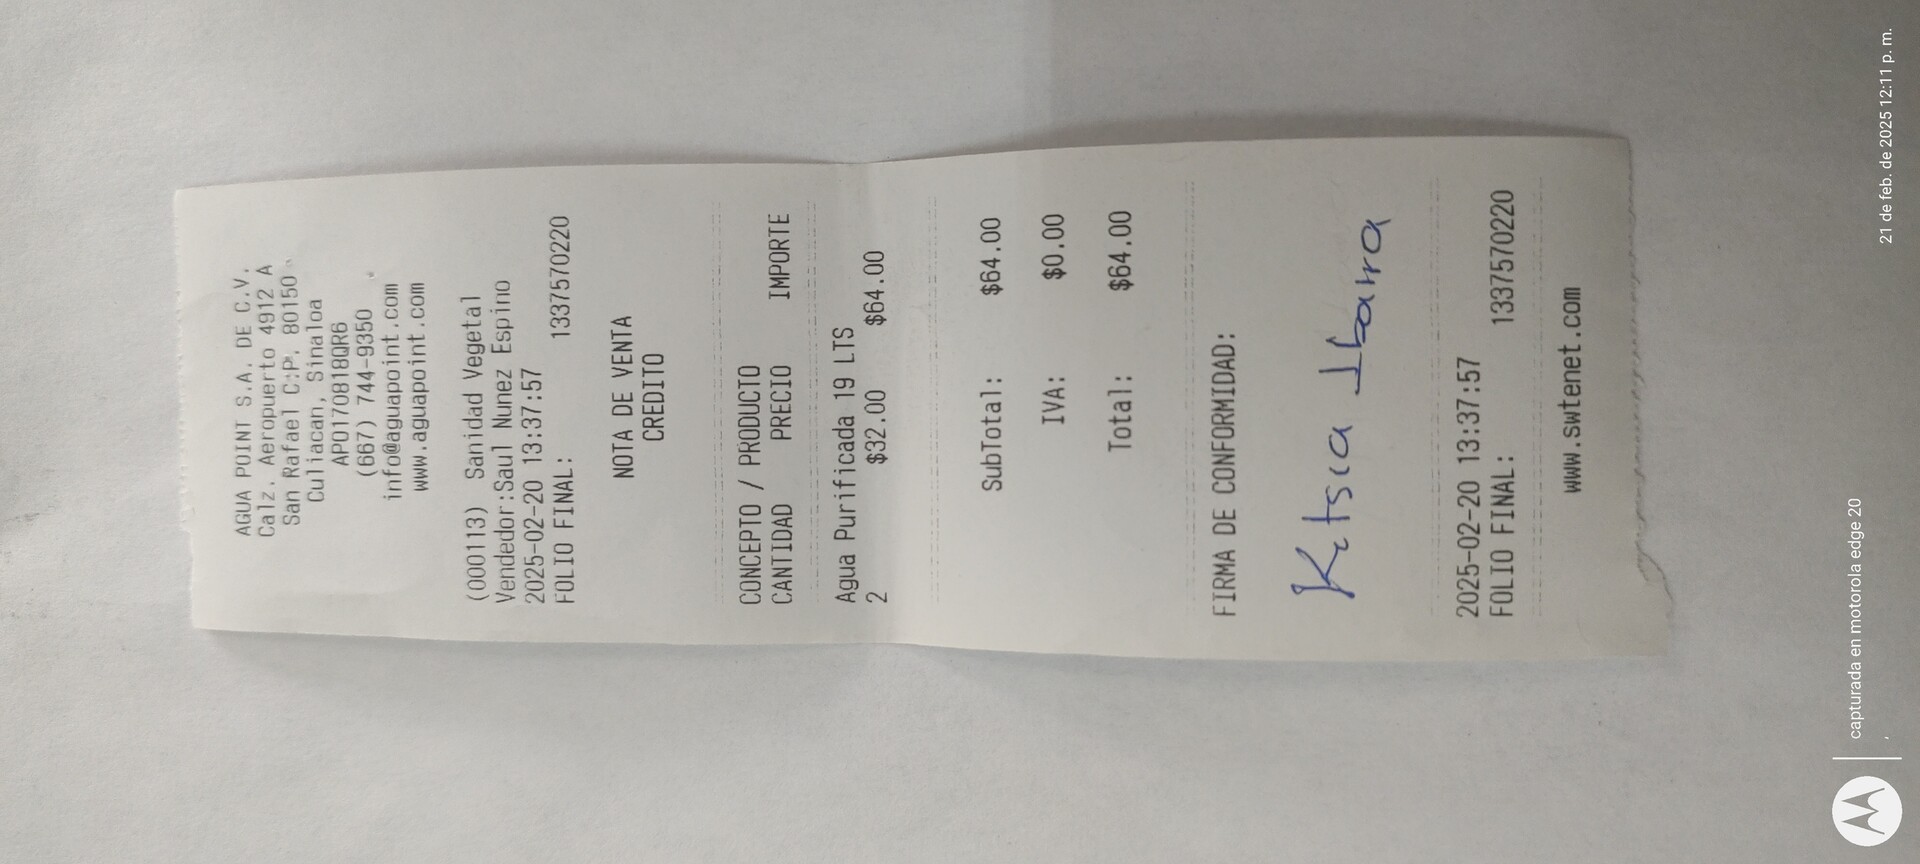 AGUA POINT S.A. DE C.V.
Calz. Aeropuerto 4912 A
San Rafael C:P. 80150
Culiacan, Sinaloa
APO170818QR6
(667) 744-9350
info@aguapoint.com
www.aguapoint.com
(000113) Sanidad Vegetal
Vendedor:Saul Nunez Espino
2025-02-20 13:37:57
FOLIO FINAL: 1337570220
NOTA DE VENTA
CREDITO
CONCEPTO / PRODUCTO
CANTIDAD PRECIO IMPORTE
Agua Purificada 19 LTS
2 $32.00 $64.00
SubTotal: $64.00
IVA: $0.00
Total: $64.00
FIRMA DE CONFORMIDAD:
Kitsia Ibarra
2025-02-20 13:37:57
FOLIO FINAL: 1337570220
www.swtenet.com
capturada en motorola edge 20
21 de feb. de 2025 12:11 p. m.